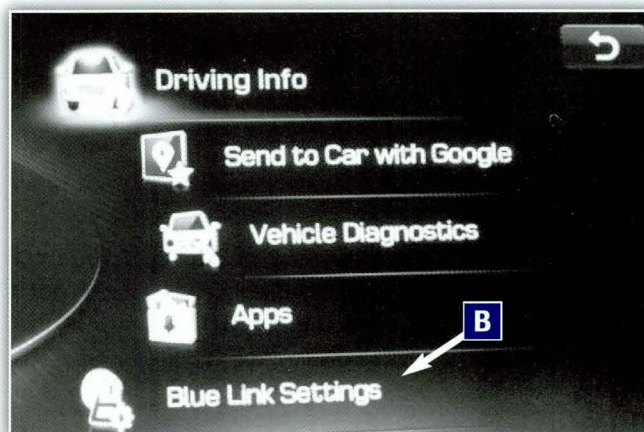 Driving Info
Send to Car with Google
Vehicle Diagnostics
Apps
B
Blue Link Settings